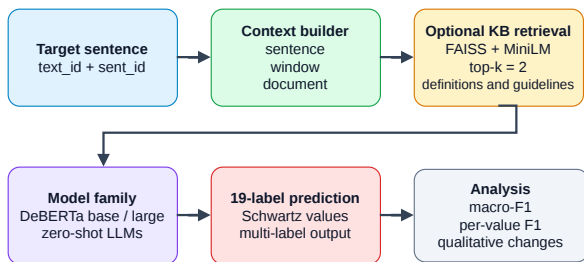 Target sentence
text_id + sent_id
Context builder
sentence
window
document
Optional KB retrieval
FAISS + MiniLM
top-k = 2
definitions and guidelines
Model family
DeBERTa base / large
zero-shot LLMs
19-label prediction
Schwartz values
multi-label output
Analysis
macro-F1
per-value F1
qualitative changes